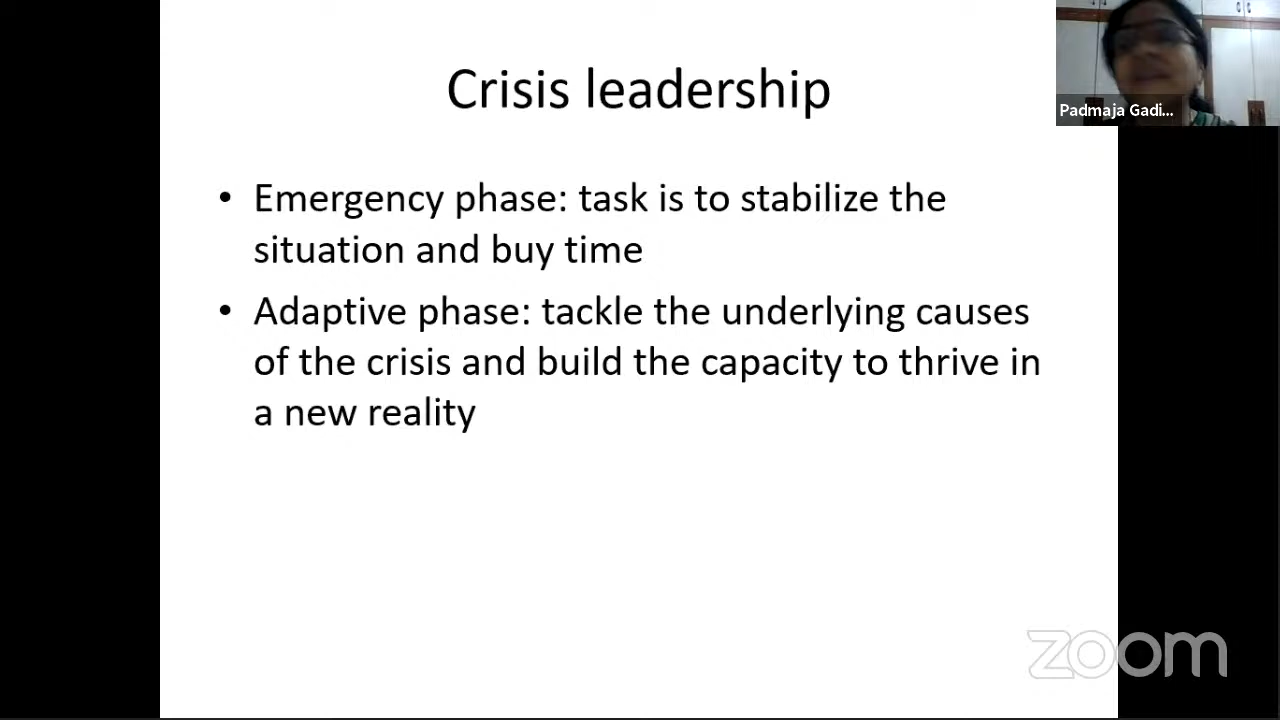 Crisis leadership
Padmaja Gadi...
• Emergency phase: task is to stabilize the
situation and buy time
• Adaptive phase: tackle the underlying causes
of the crisis and build the capacity to thrive in
a new reality
zoom